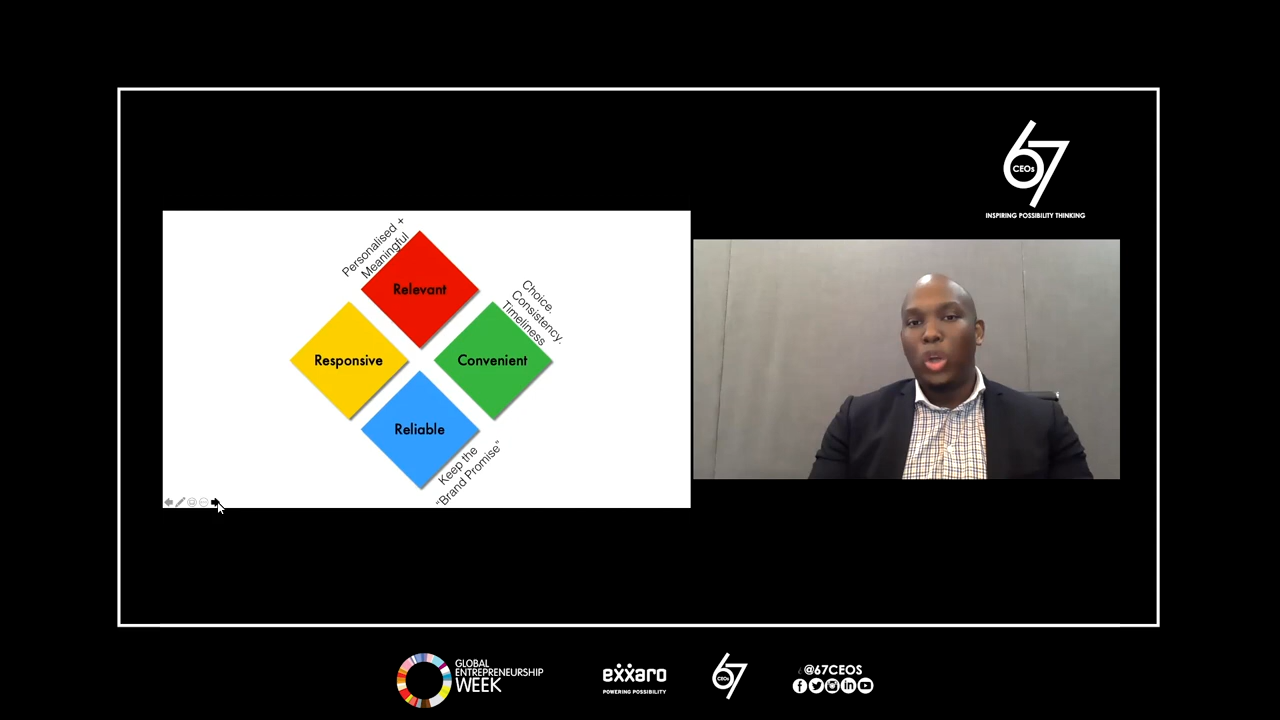 67
CEOs
INSPIRING POSSIBILITY THINKING
Personalised +
Meaningful
Relevant
Choice.
Consistency.
Timeliness
Responsive
Convenient
Reliable
Keep the
“Brand Promise”
GLOBAL
ENTREPRENEURSHIP
WEEK
exxaro
POWERING POSSIBILITY
67
CEOs
@67CEOS